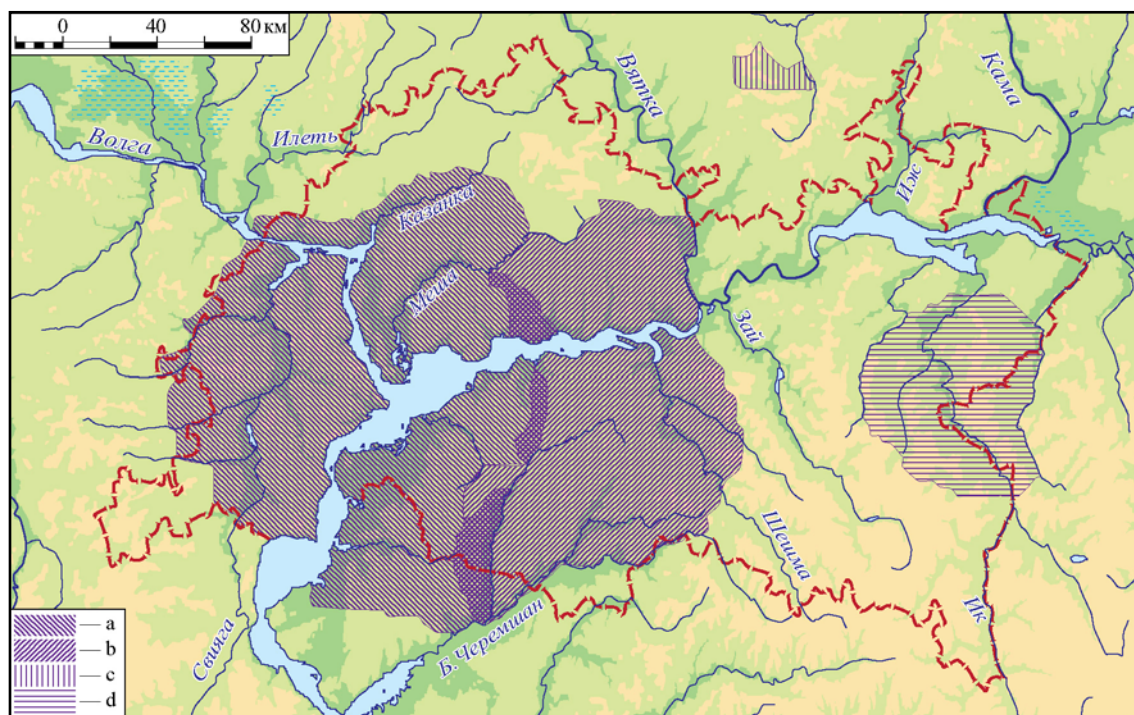 0 40 80 км
Волга
Илеть
Вятка
Кама
Казанка
Иж
Меша
Зай
Шешма
Свияга
Б. Черемшан
Ик
a
b
c
d